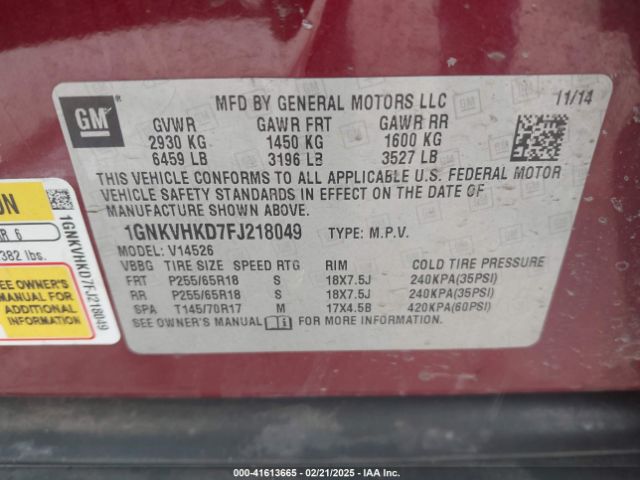 GM
MFD BY GENERAL MOTORS LLC
11/14
GVWR GAWR FRT GAWR RR
2930 KG 1450 KG 1600 KG
6459 LB 3196 LB 3527 LB
THIS VEHICLE CONFORMS TO ALL APPLICABLE U.S. FEDERAL MOTOR
VEHICLE SAFETY STANDARDS IN EFFECT ON THE DATE OF
MANUFACTURE SHOWN ABOVE.
1GNKVHKD7FJ218049 TYPE: M.P.V.
MODEL: V14526
VBBG TIRE SIZE SPEED RTG RIM COLD TIRE PRESSURE
FRT P255/65R18 S 18X7.5J 240KPA(35PSI)
RR P255/65R18 S 18X7.5J 240KPA(35PSI)
SPA T145/70R17 M 17X4.5B 420KPA(60PSI)
SEE OWNER'S MANUAL FOR MORE INFORMATION
ON
R 6
382 lbs.
SEE OWNER'S
MANUAL FOR
ADDITIONAL
INFORMATION
1GNKVHKD7FJ218049
© IAA 41613665 - 02/21/2025 - IAA, Inc.